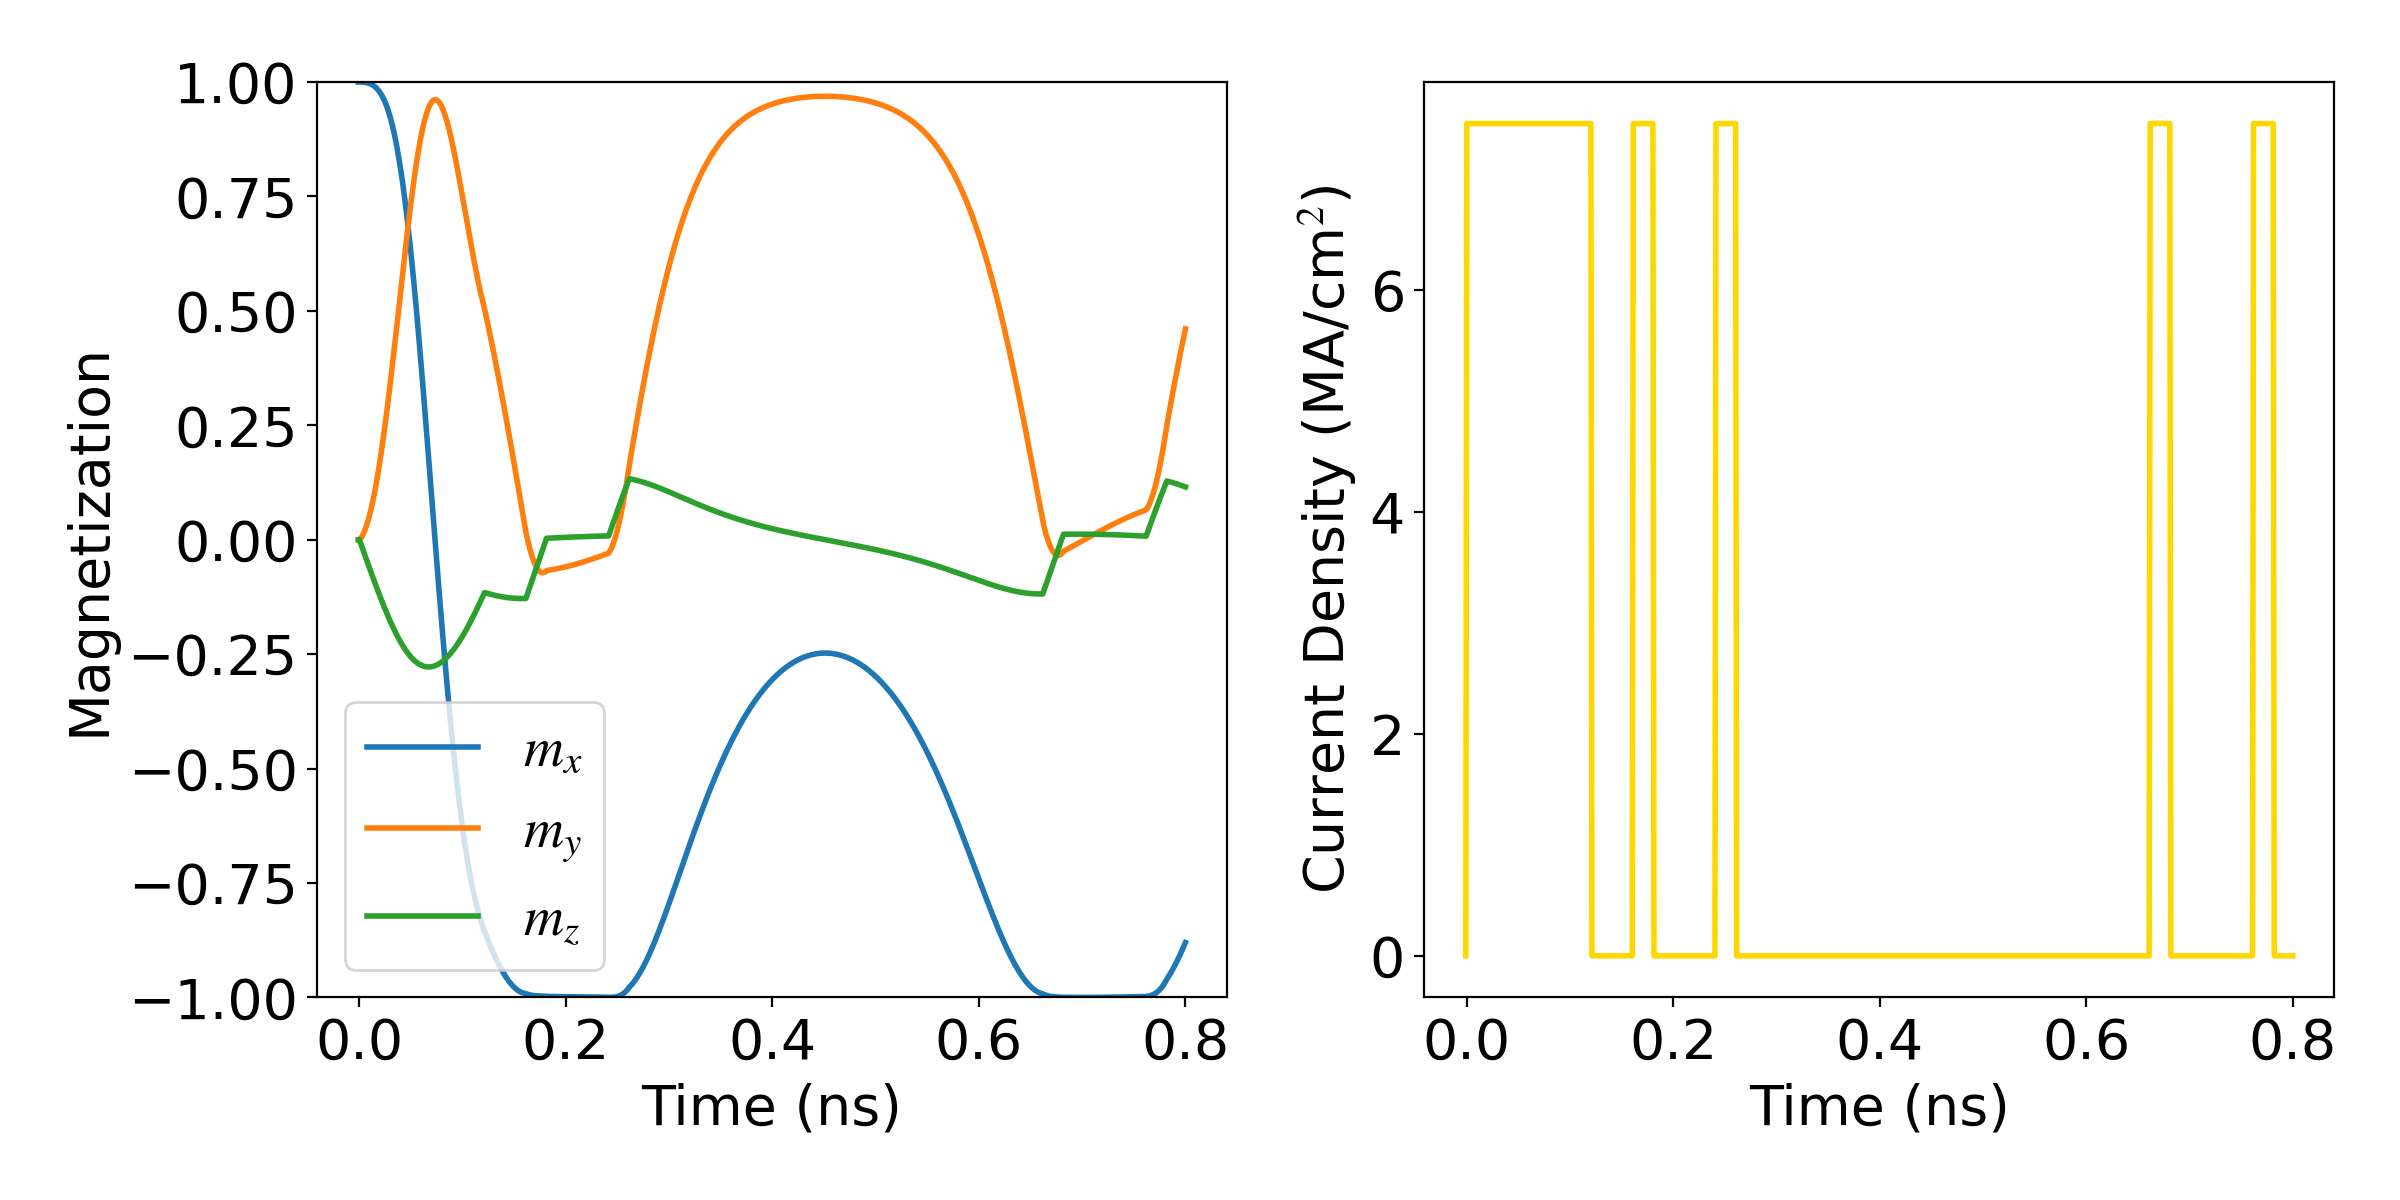 1.00
0.75
0.50
0.25
0.00
−0.25
−0.50
−0.75
−1.00
Magnetization
m_x
m_y
m_z
0.0 0.2 0.4 0.6 0.8
Time (ns)
6
4
2
0
Current Density (MA/cm²)
0.0 0.2 0.4 0.6 0.8
Time (ns)